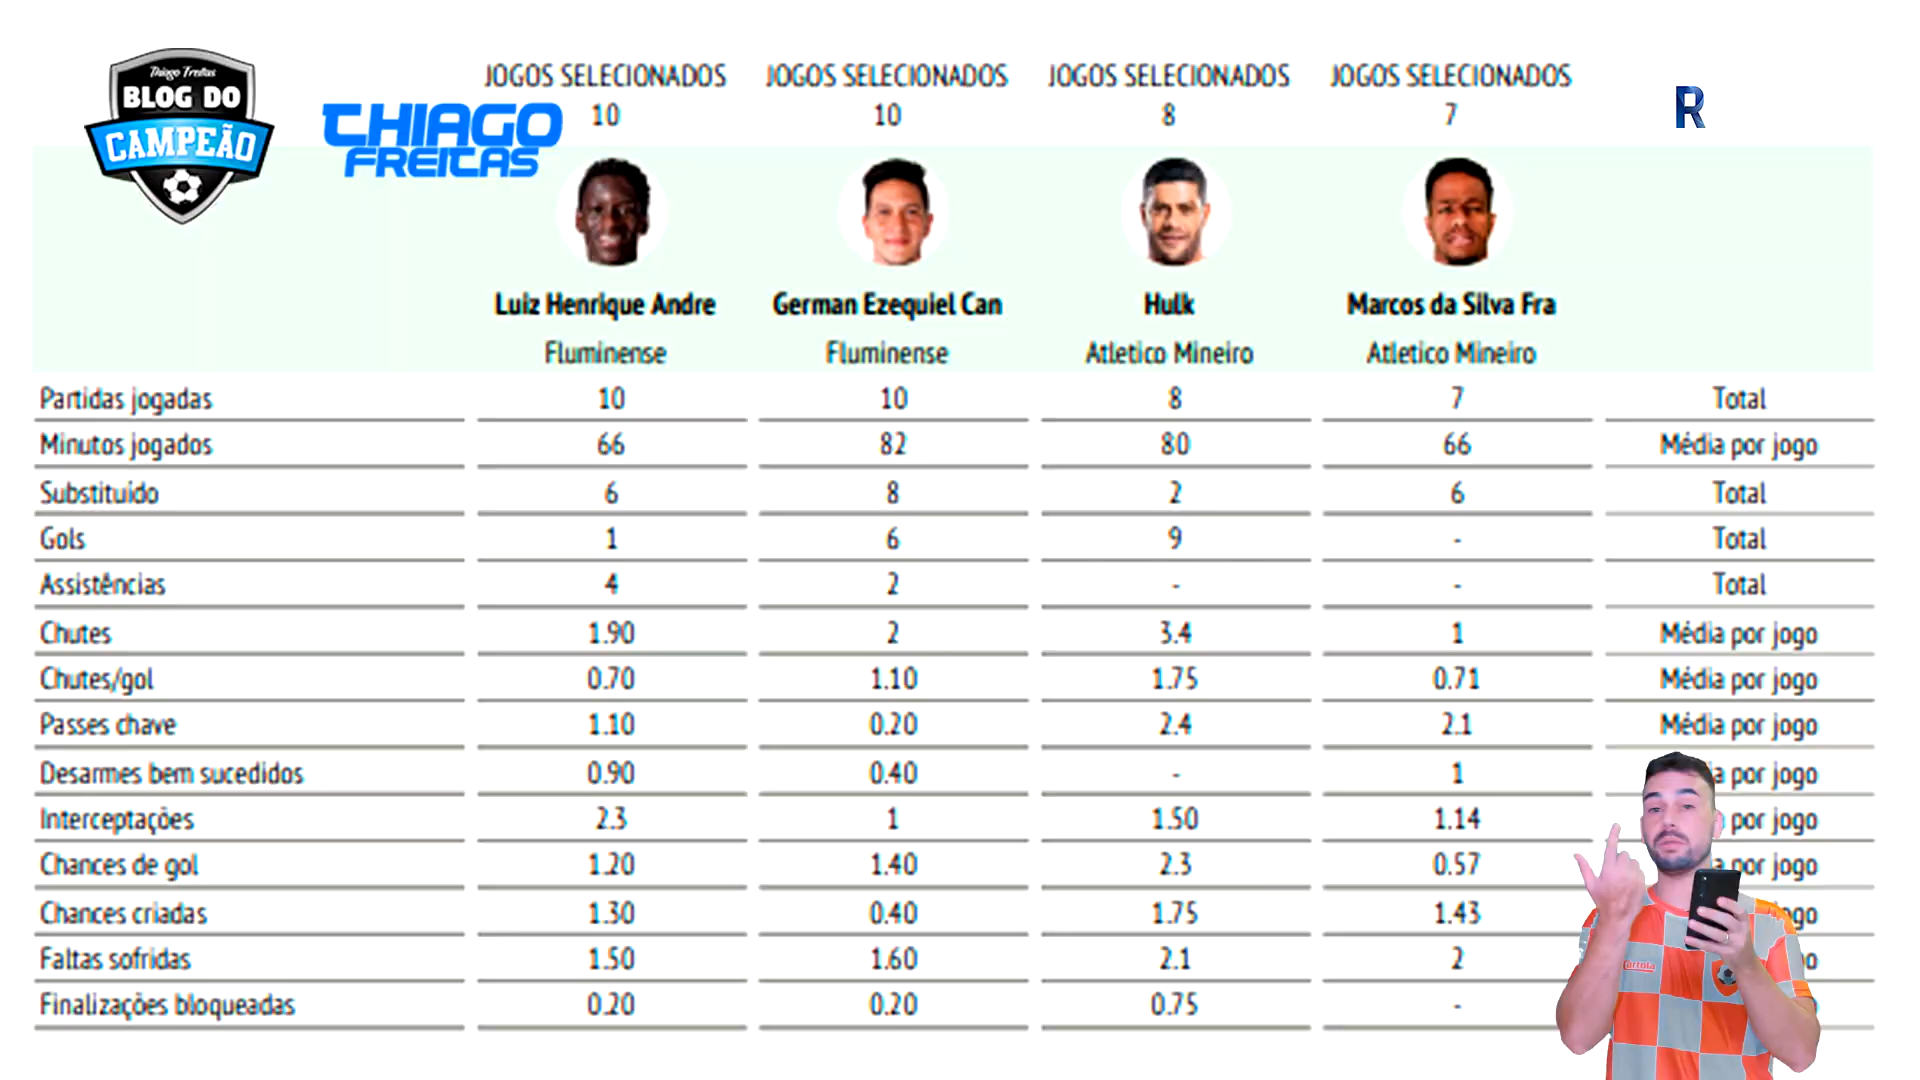 Thiago Freitas
BLOG DO
CAMPEÃO
THIAGO
FREITAS
R
JOGOS SELECIONADOS JOGOS SELECIONADOS JOGOS SELECIONADOS JOGOS SELECIONADOS
10 10 8 7
Luiz Henrique Andre German Ezequiel Can Hulk Marcos da Silva Fra
Fluminense Fluminense Atletico Mineiro Atletico Mineiro
Partidas jogadas 10 10 8 7 Total
Minutos jogados 66 82 80 66 Média por jogo
Substituído 6 8 2 6 Total
Gols 1 6 9 - Total
Assistências 4 2 - - Total
Chutes 1.90 2 3.4 1 Média por jogo
Chutes/gol 0.70 1.10 1.75 0.71 Média por jogo
Passes chave 1.10 0.20 2.4 2.1 Média por jogo
Desarmes bem sucedidos 0.90 0.40 - 1 a por jogo
Interceptações 2.3 1 1.50 1.14 por jogo
Chances de gol 1.20 1.40 2.3 0.57 a por jogo
Chances criadas 1.30 0.40 1.75 1.43 ogo
Faltas sofridas 1.50 1.60 2.1 2 o
Finalizações bloqueadas 0.20 0.20 0.75 -
Cartola